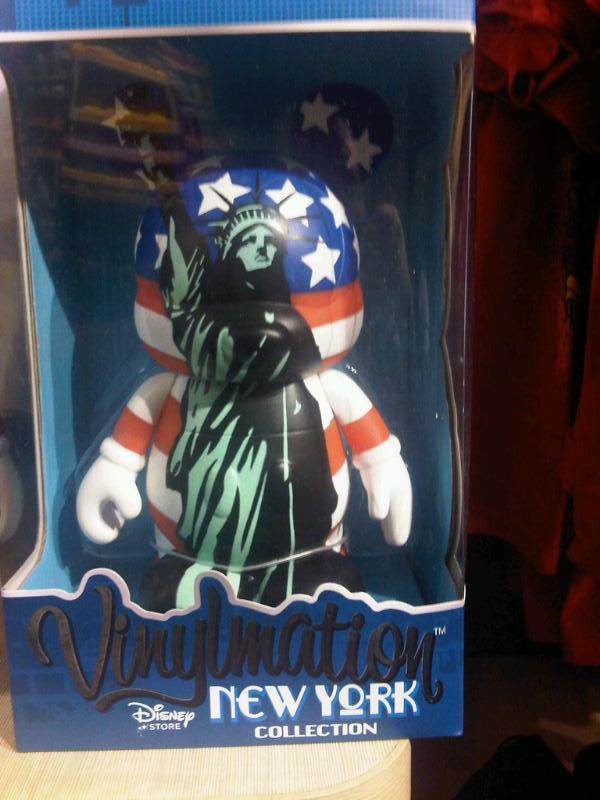 Vinylmation™
NEW YORK
Disney
STORE
COLLECTION